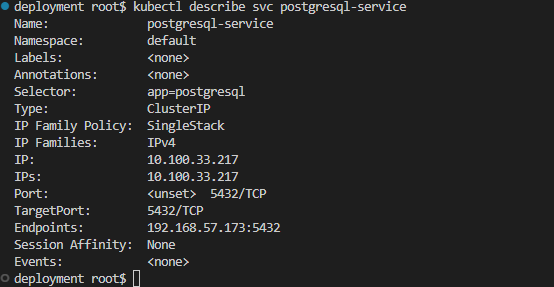 deployment root$ kubectl describe svc postgresql-service
Name:              postgresql-service
Namespace:         default
Labels:            <none>
Annotations:       <none>
Selector:          app=postgresql
Type:              ClusterIP
IP Family Policy:  SingleStack
IP Families:       IPv4
IP:                10.100.33.217
IPs:               10.100.33.217
Port:              <unset>  5432/TCP
TargetPort:        5432/TCP
Endpoints:         192.168.57.173:5432
Session Affinity:  None
Events:            <none>
deployment root$